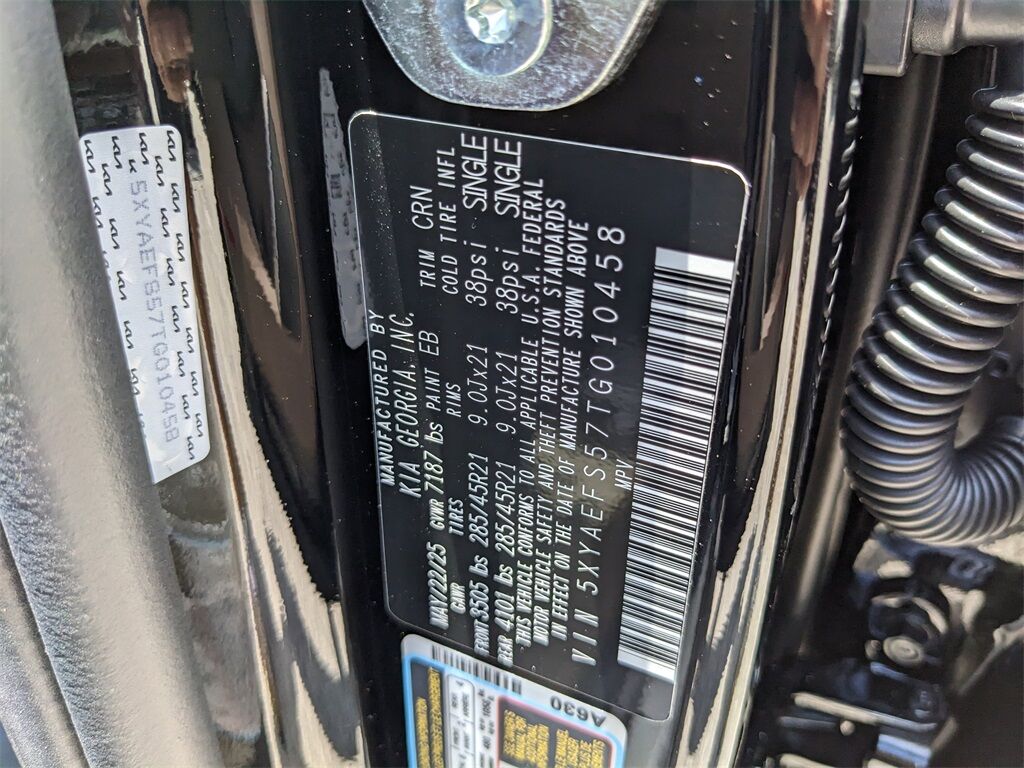 MANUFACTURED BY
KIA GEORGIA, INC.
MAY/22/25 GVWR 7187 lbs PAINT EB TRIM CRN
GAWR TIRES RIMS COLD TIRE INFL
FRONT 3505 lbs 285/45R21 9.0Jx21 38psi SINGLE
REAR 4001 lbs 285/45R21 9.0Jx21 38psi SINGLE
THIS VEHICLE CONFORMS TO ALL APPLICABLE U.S.A. FEDERAL
MOTOR VEHICLE SAFETY AND THEFT PREVENTION STANDARDS
IN EFFECT ON THE DATE OF MANUFACTURE SHOWN ABOVE
VIN 5XYAEFS57TG010458
MPV
5XYAEFS57TG010458
A630